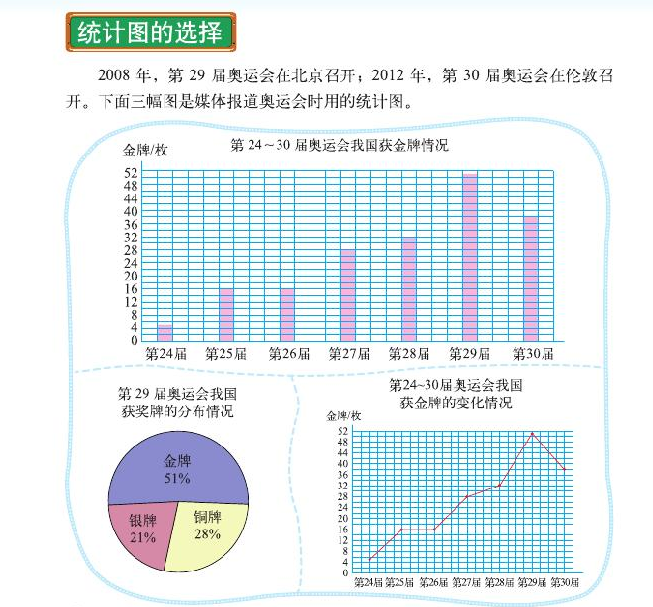 统计图的选择
2008 年，第 29 届奥运会在北京召开；2012 年，第 30 届奥运会在伦敦召
开。下面三幅图是媒体报道奥运会时用的统计图。
第 24～30 届奥运会我国获金牌情况
金牌/枚
52
48
44
40
36
32
28
24
20
16
12
8
4
0
第24届 第25届 第26届 第27届 第28届 第29届 第30届
第 29 届奥运会我国
获奖牌的分布情况
金牌
51%
银牌
21%
铜牌
28%
第24~30届奥运会我国
获金牌的变化情况
金牌/枚
52
48
44
40
36
32
28
24
20
16
12
8
4
0
第24届 第25届 第26届 第27届 第28届 第29届 第30届